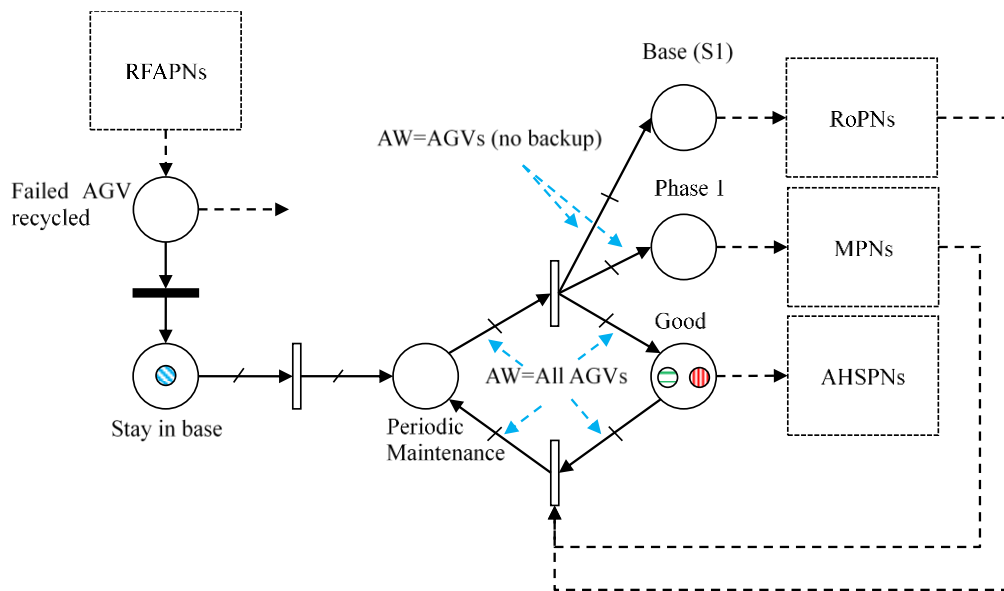 RFAPNs
Base (S1)
RoPNs
AW=AGVs (no backup)
Failed AGV
recycled
Phase 1
MPNs
Good
AW=All AGVs
AHSPNs
Stay in base
Periodic
Maintenance